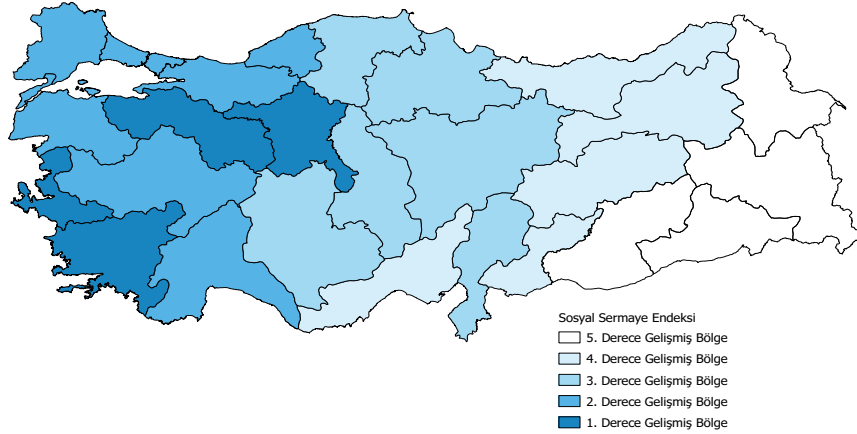 Sosyal Sermaye Endeksi
5. Derece Gelişmiş Bölge
4. Derece Gelişmiş Bölge
3. Derece Gelişmiş Bölge
2. Derece Gelişmiş Bölge
1. Derece Gelişmiş Bölge